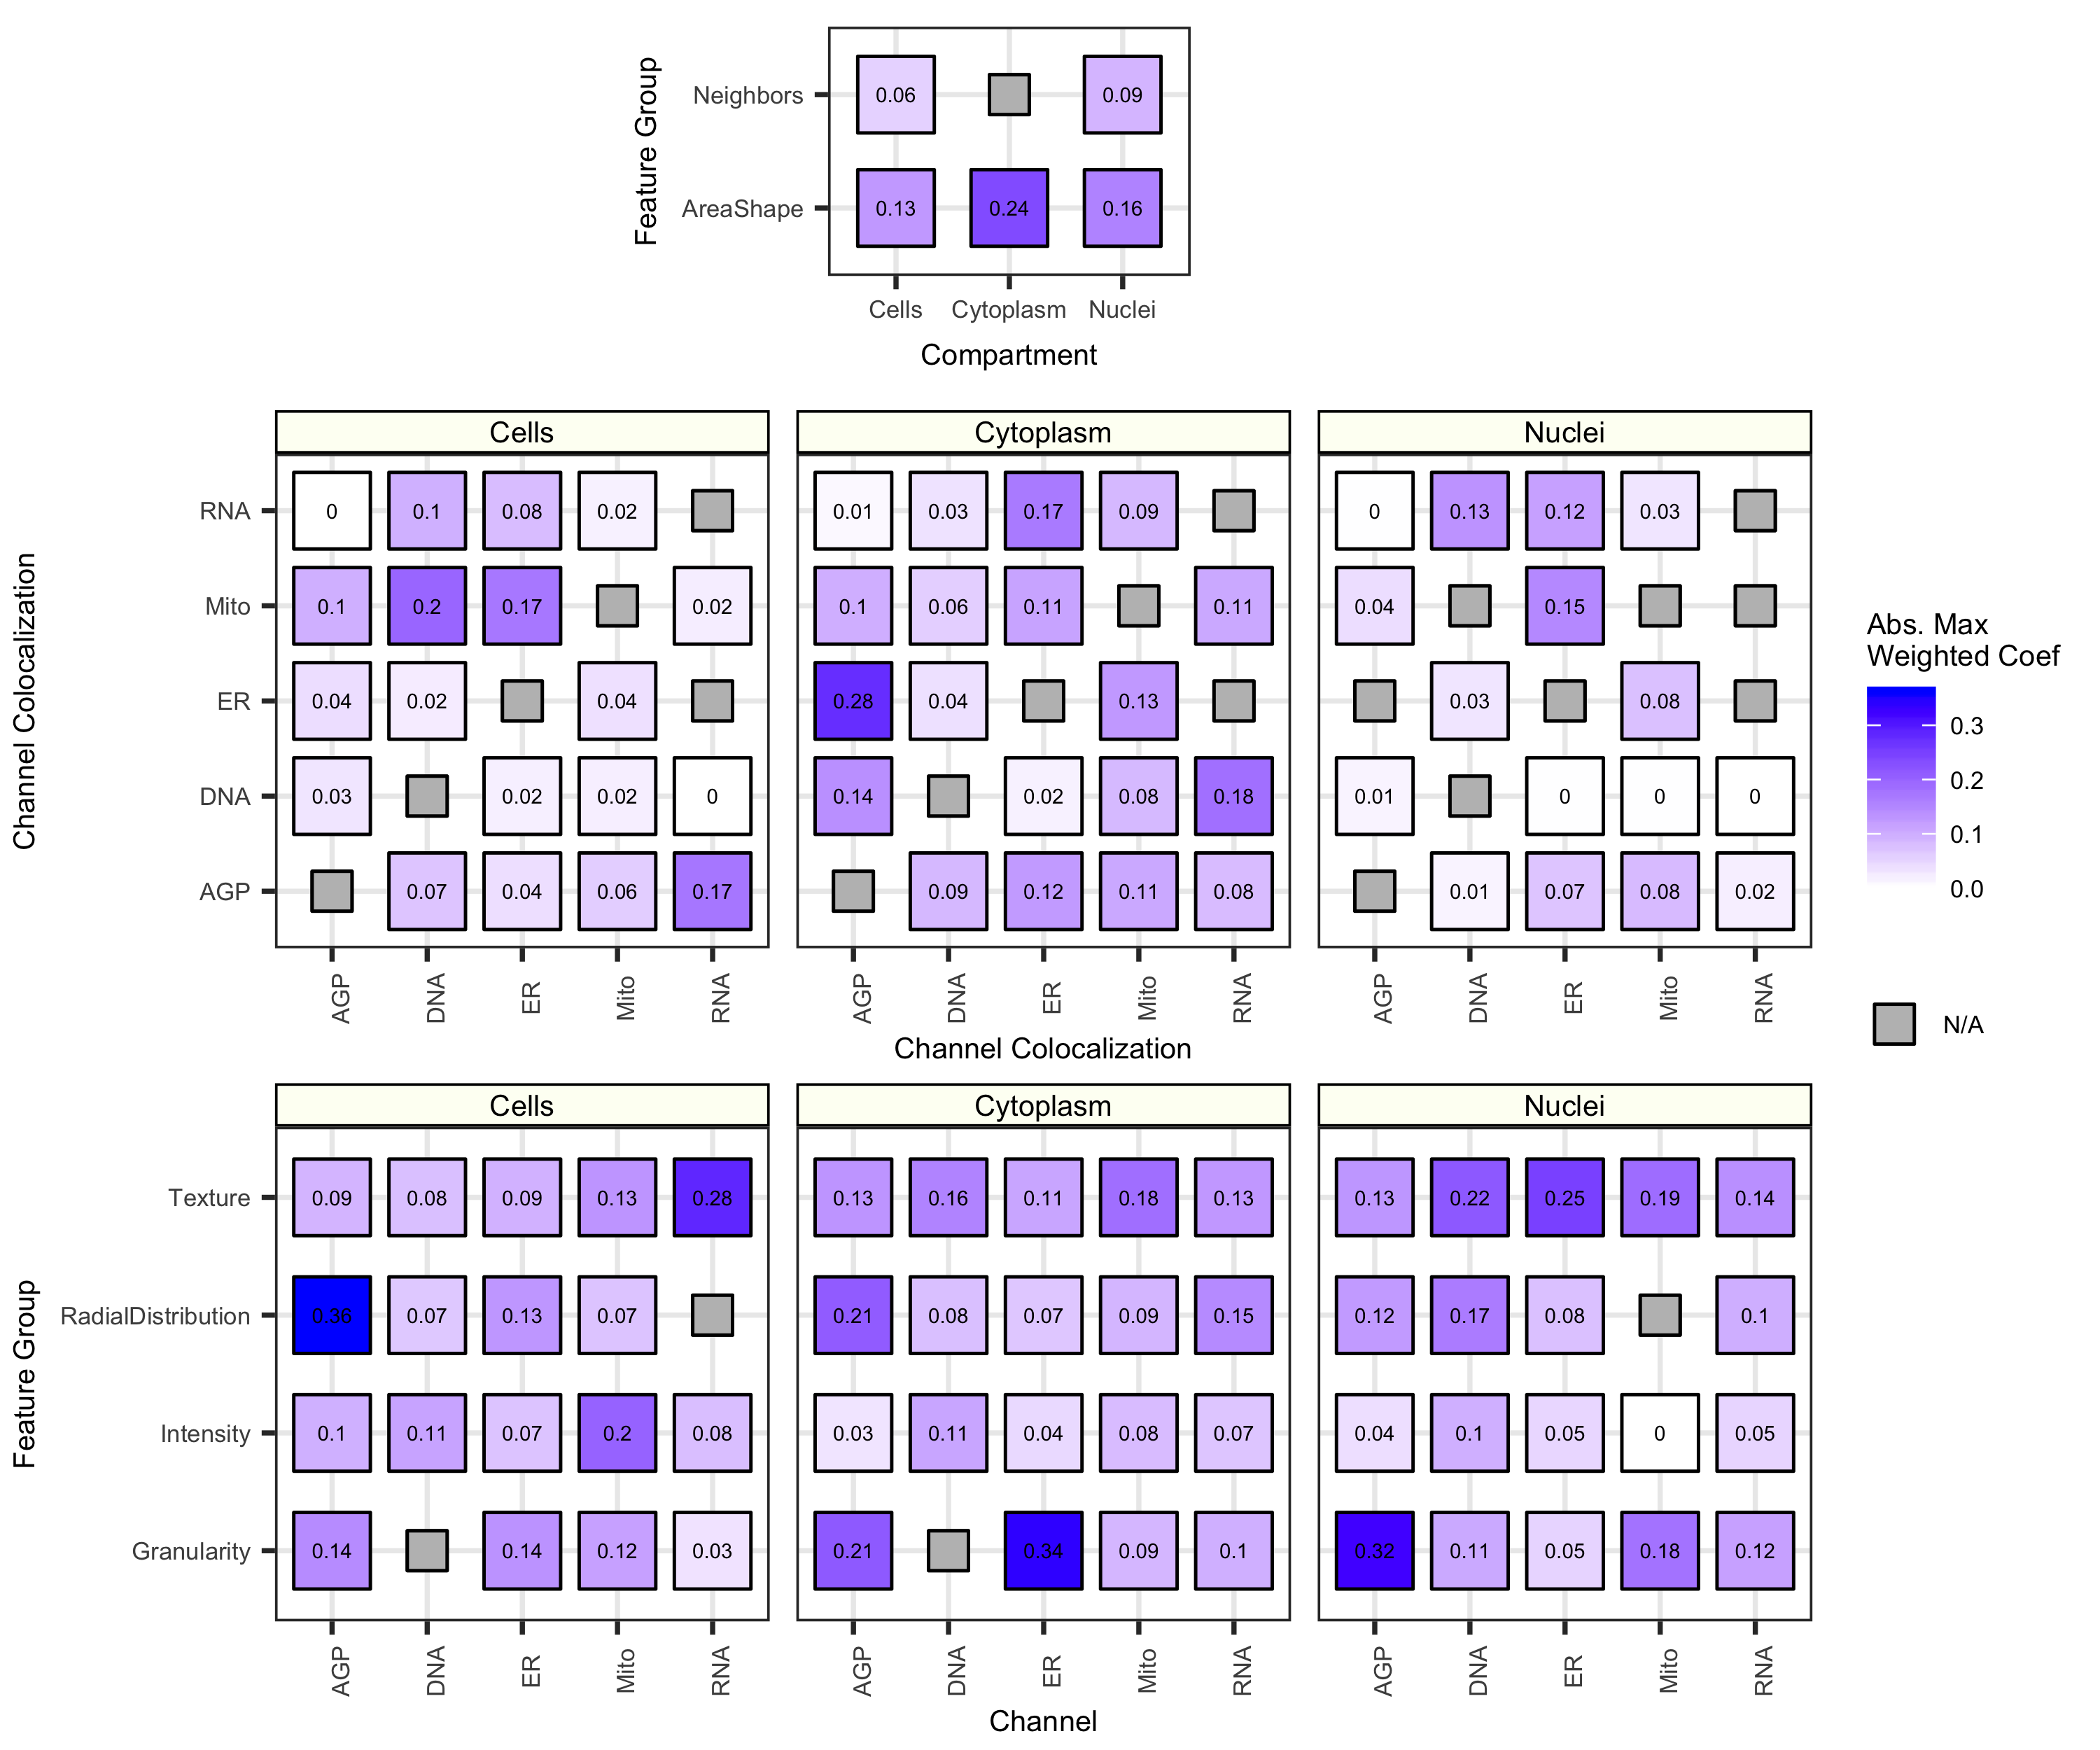 Feature Group
Neighbors 0.06 0.09
AreaShape 0.13 0.24 0.16
Cells Cytoplasm Nuclei
Compartment
Cells Cytoplasm Nuclei
Channel Colocalization
RNA 0 0.1 0.08 0.02 0.01 0.03 0.17 0.09 0 0.13 0.12 0.03
Mito 0.1 0.2 0.17 0.02 0.1 0.06 0.11 0.11 0.04 0.15
ER 0.04 0.02 0.04 0.28 0.04 0.13 0.03 0.08
DNA 0.03 0.02 0.02 0 0.14 0.02 0.08 0.18 0.01 0 0 0
AGP 0.07 0.04 0.06 0.17 0.09 0.12 0.11 0.08 0.01 0.07 0.08 0.02
AGP DNA ER Mito RNA AGP DNA ER Mito RNA AGP DNA ER Mito RNA
Channel Colocalization
Abs. Max
Weighted Coef
0.3
0.2
0.1
0.0
N/A
Cells Cytoplasm Nuclei
Feature Group
Texture 0.09 0.08 0.09 0.13 0.28 0.13 0.16 0.11 0.18 0.13 0.13 0.22 0.25 0.19 0.14
RadialDistribution 0.36 0.07 0.13 0.07 0.21 0.08 0.07 0.09 0.15 0.12 0.17 0.08 0.1
Intensity 0.1 0.11 0.07 0.2 0.08 0.03 0.11 0.04 0.08 0.07 0.04 0.1 0.05 0 0.05
Granularity 0.14 0.14 0.12 0.03 0.21 0.34 0.09 0.1 0.32 0.11 0.05 0.18 0.12
AGP DNA ER Mito RNA AGP DNA ER Mito RNA AGP DNA ER Mito RNA
Channel